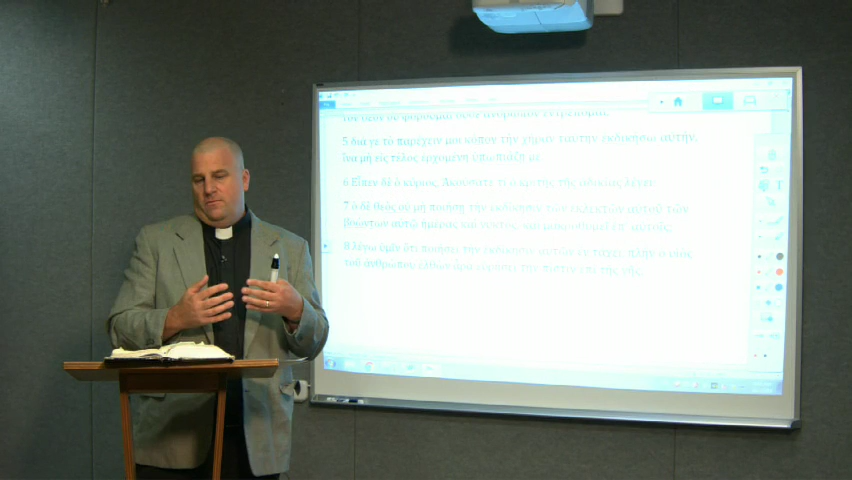 5 διά γε τὸ παρέχειν μοι κόπον τὴν χήραν ταύτην ἐκδικήσω αὐτήν,
ἵνα μὴ εἰς τέλος ἐρχομένη ὑπωπιάζῃ με.
6 Εἶπεν δὲ ὁ κύριος, Ἀκούσατε τί ὁ κριτὴς τῆς ἀδικίας λέγει·
7 ὁ δὲ θεὸς οὐ μὴ ποιήσῃ τὴν ἐκδίκησιν τῶν ἐκλεκτῶν αὐτοῦ τῶν
βοώντων αὐτῷ ἡμέρας καὶ νυκτός, καὶ μακροθυμεῖ ἐπ' αὐτοῖς;
8 λέγω ὑμῖν ὅτι ποιήσει τὴν ἐκδίκησιν αὐτῶν ἐν τάχει. πλὴν ὁ υἱὸς
τοῦ ἀνθρώπου ἐλθὼν ἆρα εὑρήσει τὴν πίστιν ἐπὶ τῆς γῆς;